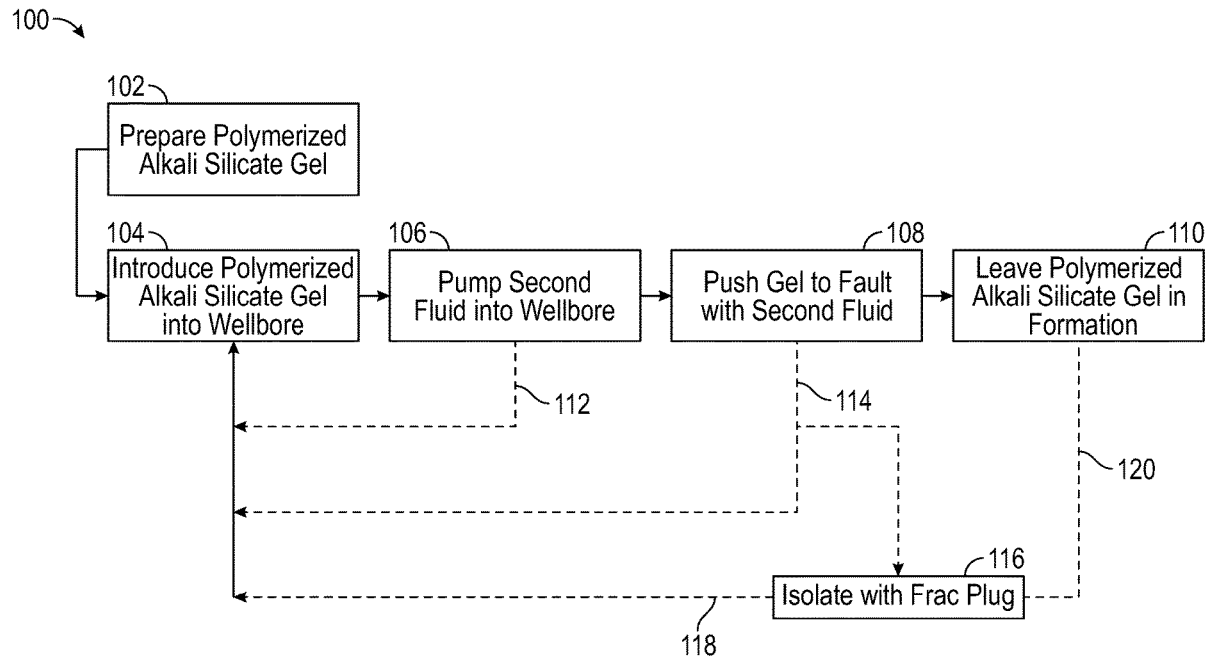 100
102
Prepare Polymerized
Alkali Silicate Gel
104
Introduce Polymerized
Alkali Silicate Gel
into Wellbore
106
Pump Second
Fluid into Wellbore
108
Push Gel to Fault
with Second Fluid
110
Leave Polymerized
Alkali Silicate Gel in
Formation
112
114
120
116
Isolate with Frac Plug
118